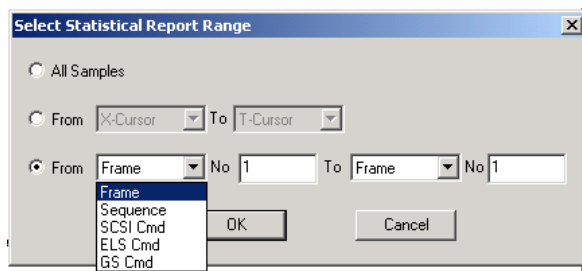 Select Statistical Report Range
All Samples
From X-Cursor To T-Cursor
From Frame No 1 To Frame No 1
Frame
Sequence
SCSI Cmd
ELS Cmd
GS Cmd
OK Cancel